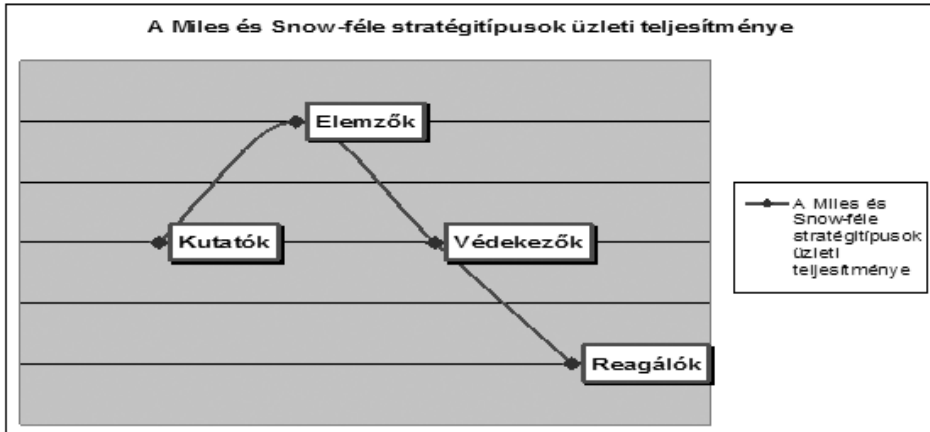 A Miles és Snow-féle stratégitípusok üzleti teljesítménye
Elemzők
Kutatók
Védekezők
Reagálók
A Miles és
Snow-féle
stratégitípusok
üzleti
teljesítménye